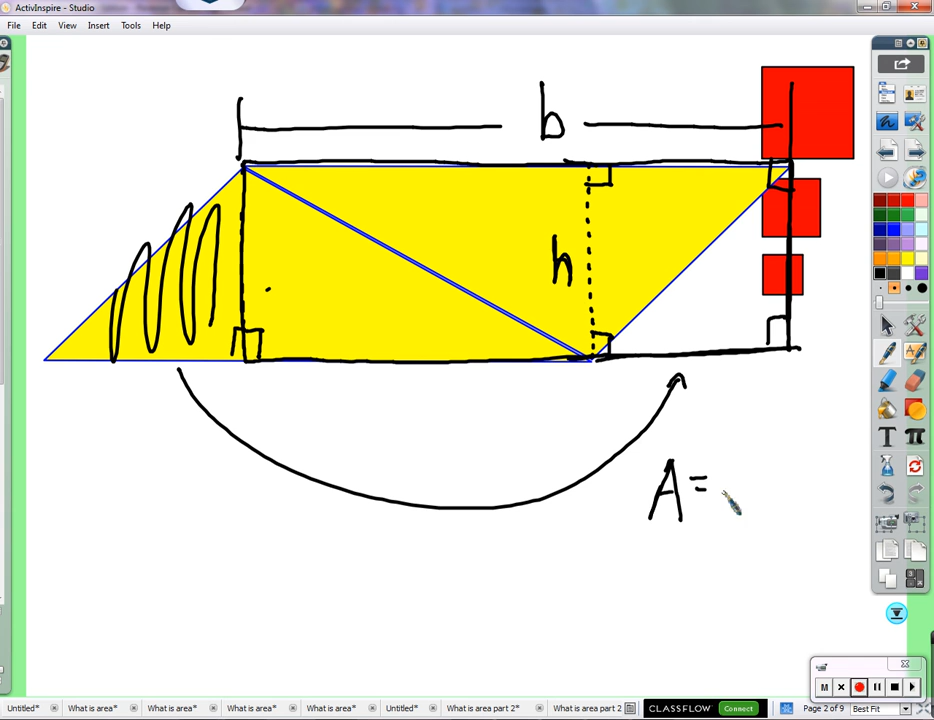 ActivInspire - Studio
File Edit View Insert Tools Help
b
h
A=
T π
M
Untitled* What is area* What is area* What is area* What is area* Untitled* What is area part 2* What is area part 2
CLASSFLOW Connect
Page 2 of 9 Best Fit